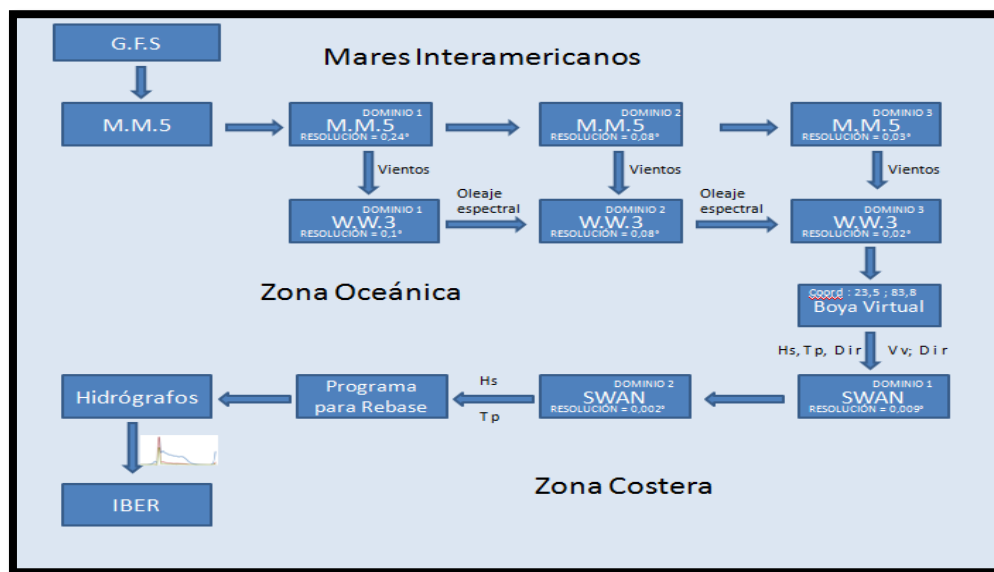 G.F.S
Mares Interamericanos
M.M.5
DOMINIO 1
M.M.5
RESOLUCIÓN = 0,24°
DOMINIO 2
M.M.5
RESOLUCIÓN = 0,08°
DOMINIO 3
M.M.5
RESOLUCIÓN = 0,03°
Vientos
Vientos
Vientos
DOMINIO 1
W.W.3
RESOLUCIÓN = 0,1°
Oleaje
espectral
DOMINIO 2
W.W.3
RESOLUCIÓN = 0,08°
Oleaje
espectral
DOMINIO 3
W.W.3
RESOLUCIÓN = 0,02°
Zona Oceánica
Coord : 23,5 ; 83,8
Boya Virtual
Hs, Tp, Dir
Vv; Dir
DOMINIO 1
SWAN
RESOLUCIÓN = 0,009°
DOMINIO 2
SWAN
RESOLUCIÓN = 0,002°
Hs
Tp
Programa
para Rebase
Hidrógrafos
IBER
Zona Costera